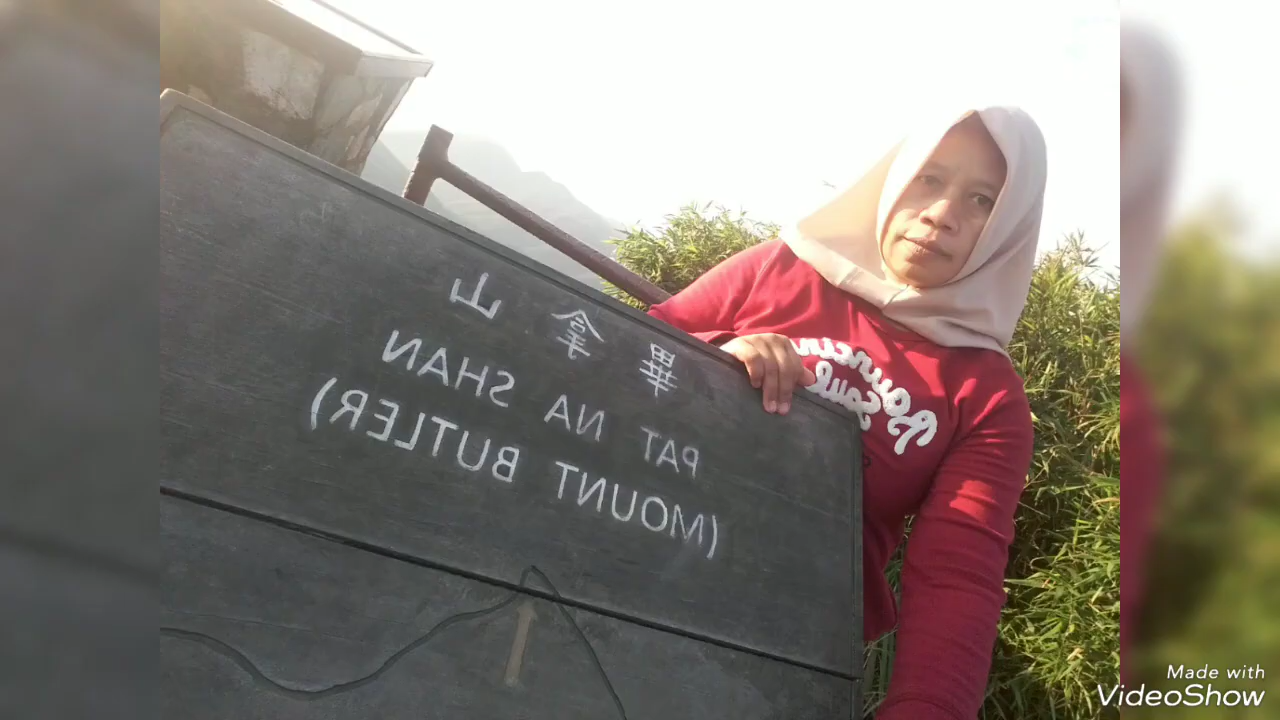 畢拿山
PAT NA SHAN
(MOUNT BUTLER)
Made with
VideoShow